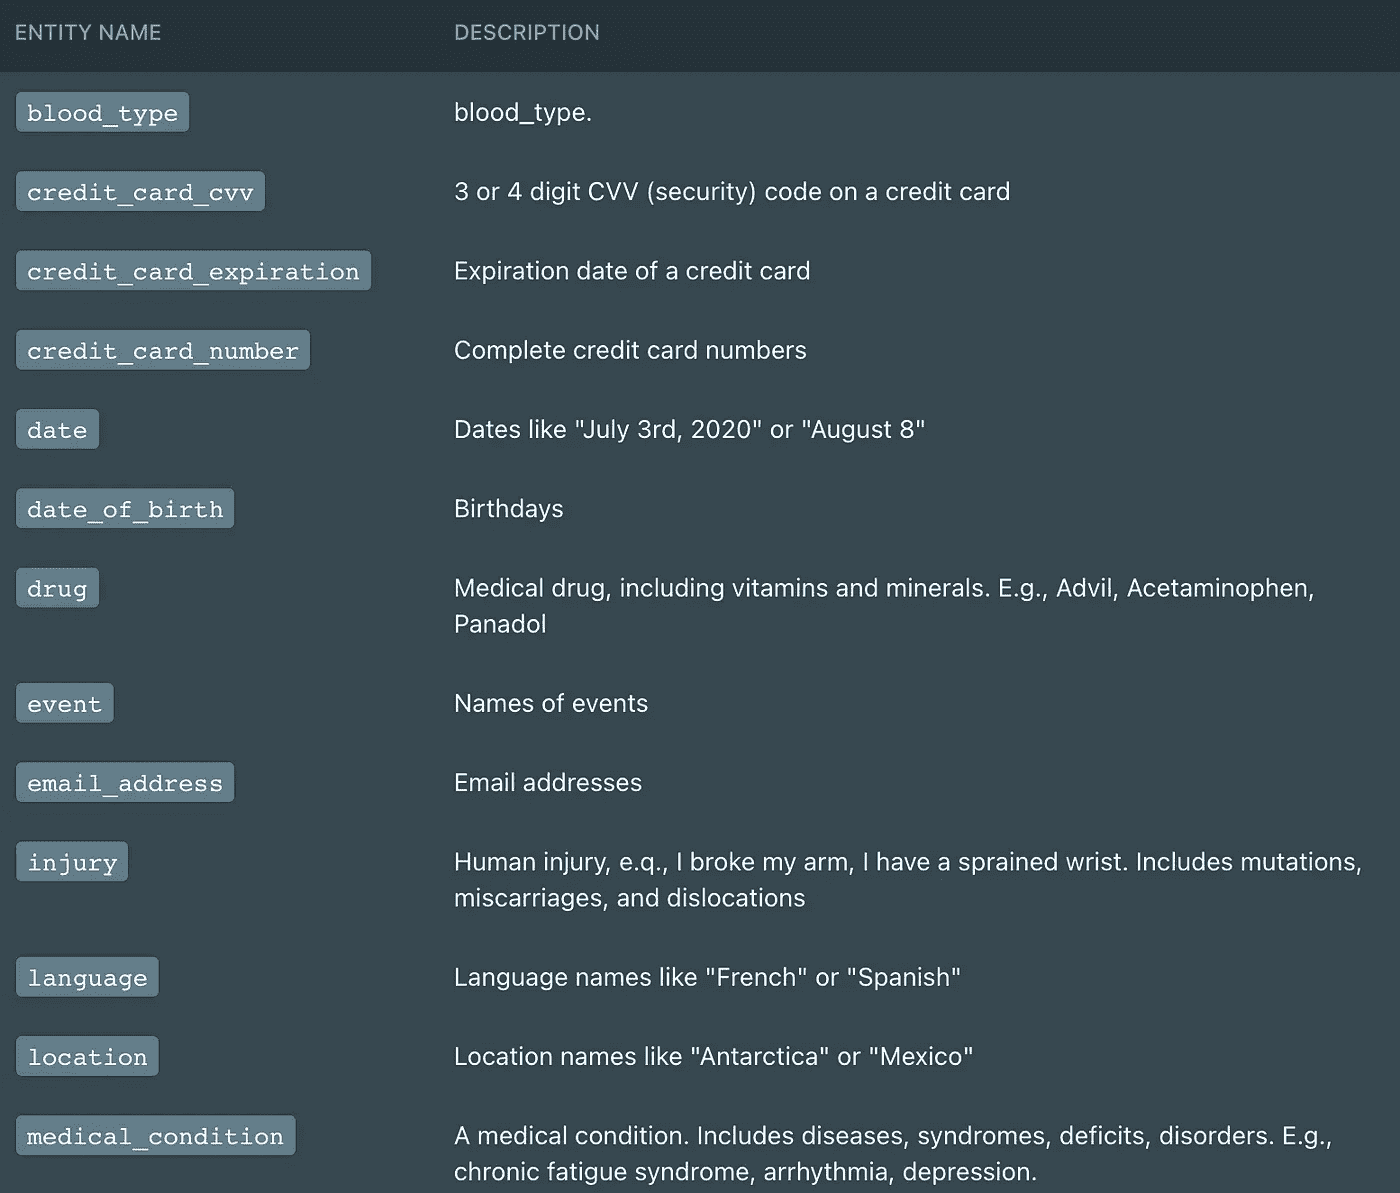 ENTITY NAME DESCRIPTION
blood_type blood_type.
credit_card_cvv 3 or 4 digit CVV (security) code on a credit card
credit_card_expiration Expiration date of a credit card
credit_card_number Complete credit card numbers
date Dates like "July 3rd, 2020" or "August 8"
date_of_birth Birthdays
drug Medical drug, including vitamins and minerals. E.g., Advil, Acetaminophen,
Panadol
event Names of events
email_address Email addresses
injury Human injury, e.q., I broke my arm, I have a sprained wrist. Includes mutations,
miscarriages, and dislocations
language Language names like "French" or "Spanish"
location Location names like "Antarctica" or "Mexico"
medical_condition A medical condition. Includes diseases, syndromes, deficits, disorders. E.g.,
chronic fatigue syndrome, arrhythmia, depression.